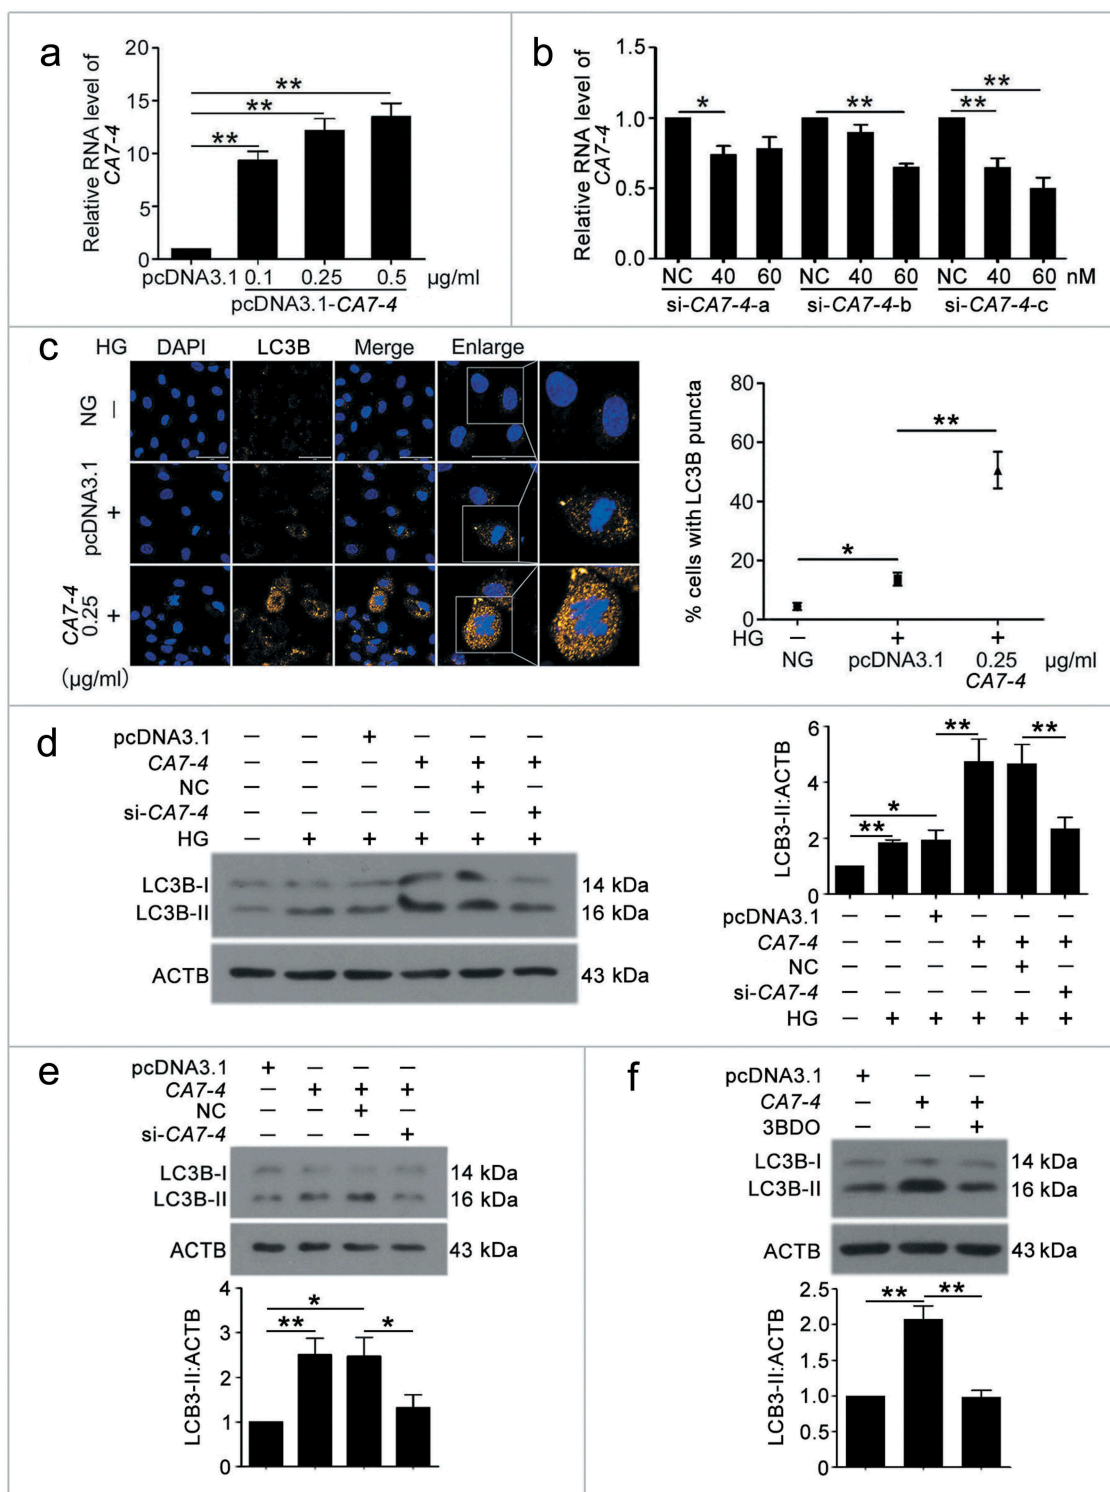 a
Relative RNA level of
CA7-4
20
15
10
5
0
**
**
**
pcDNA3.1 0.1 0.25 0.5 μg/ml
pcDNA3.1-CA7-4
b
Relative RNA level of
CA7-4
1.5
1.0
0.5
0.0
* ** ** **
NC 40 60 NC 40 60 NC 40 60 nM
si-CA7-4-a si-CA7-4-b si-CA7-4-c
c
HG DAPI LC3B Merge Enlarge
NG –
pcDNA3.1 +
CA7-4
0.25 +
(μg/ml)
% cells with LC3B puncta
80
60
40
20
0
* **
HG – + +
NG pcDNA3.1 0.25 μg/ml
CA7-4
d
pcDNA3.1 – – + – – –
CA7-4 – – – + + +
NC – – – – + –
si-CA7-4 – – – – – +
HG – + + + + +
LC3B-I 14 kDa
LC3B-II 16 kDa
ACTB 43 kDa
LCB3-II:ACTB
6
4
2
0
** * ** **
pcDNA3.1 – – + – – –
CA7-4 – – – + + +
NC – – – – + –
si-CA7-4 – – – – – +
HG – + + + + +
e
pcDNA3.1 + – – –
CA7-4 – + + +
NC – – + –
si-CA7-4 – – – +
LC3B-I 14 kDa
LC3B-II 16 kDa
ACTB 43 kDa
LCB3-II:ACTB
4
3
2
1
0
*
** *
f
pcDNA3.1 + – –
CA7-4 – + +
3BDO – – +
LC3B-I 14 kDa
LC3B-II 16 kDa
ACTB 43 kDa
LCB3-II:ACTB
2.5
2.0
1.5
1.0
0.5
0
** **